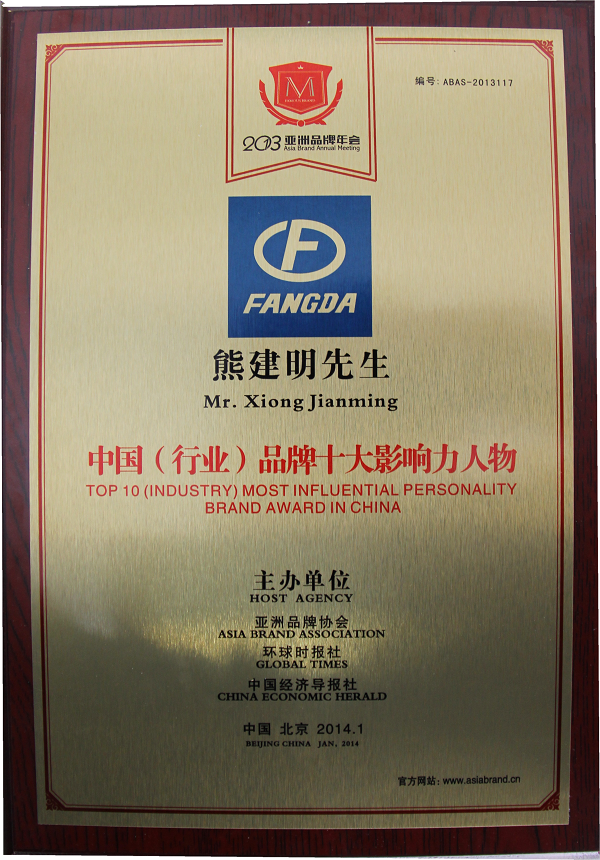 M
编号: ABAS-2013117
2013 亚洲品牌年会
Asia Brand Annual Meeting
F
FANGDA
熊建明先生
Mr. Xiong Jianming
中国（行业）品牌十大影响力人物
TOP 10 (INDUSTRY) MOST INFLUENTIAL PERSONALITY
BRAND AWARD IN CHINA
主办单位
HOST AGENCY
亚洲品牌协会
ASIA BRAND ASSOCIATION
环球时报社
GLOBAL TIMES
中国经济导报社
CHINA ECONOMIC HERALD
中国 北京 2014.1
BEIJING CHINA JAN, 2014
官方网站: www.asiabrand.cn